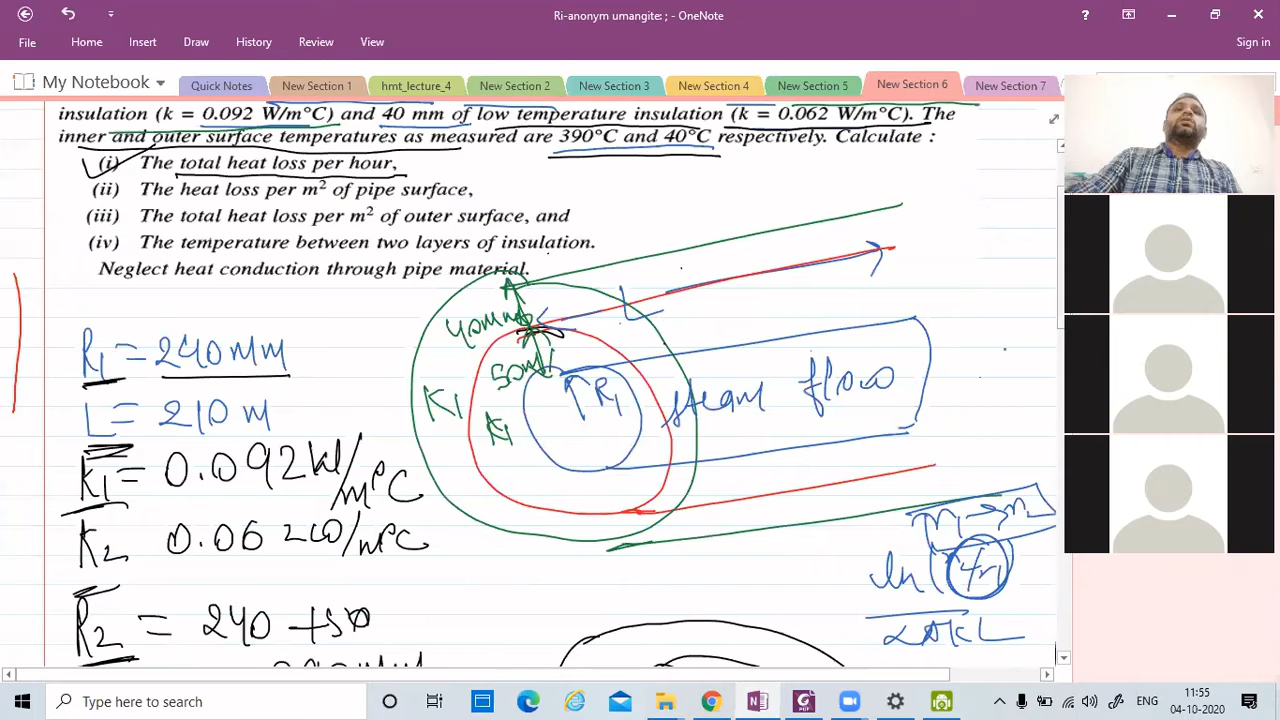 Ri-anonym umangite: ; - OneNote
File Home Insert Draw History Review View Sign in
My Notebook Quick Notes New Section 1 hmt_lecture_4 New Section 2 New Section 3 New Section 4 New Section 5 New Section 6 New Section 7
insulation (k = 0.092 W/m°C) and 40 mm of low temperature insulation (k = 0.062 W/m°C). The
inner and outer surface temperatures as measured are 390°C and 40°C respectively. Calculate :
(i) The total heat loss per hour,
(ii) The heat loss per m² of pipe surface,
(iii) The total heat loss per m² of outer surface, and
(iv) The temperature between two layers of insulation.
Neglect heat conduction through pipe material.
L
40mm
R1 = 240mm
50m
K1
R1
steam flow
L = 210 m
K1
K1 = 0.092 W/m°C
r1 → r2
K2 0.062 W/m°C
ln
2πKL
R2 = 240 + 50
Type here to search
ENG
11:55
04-10-2020